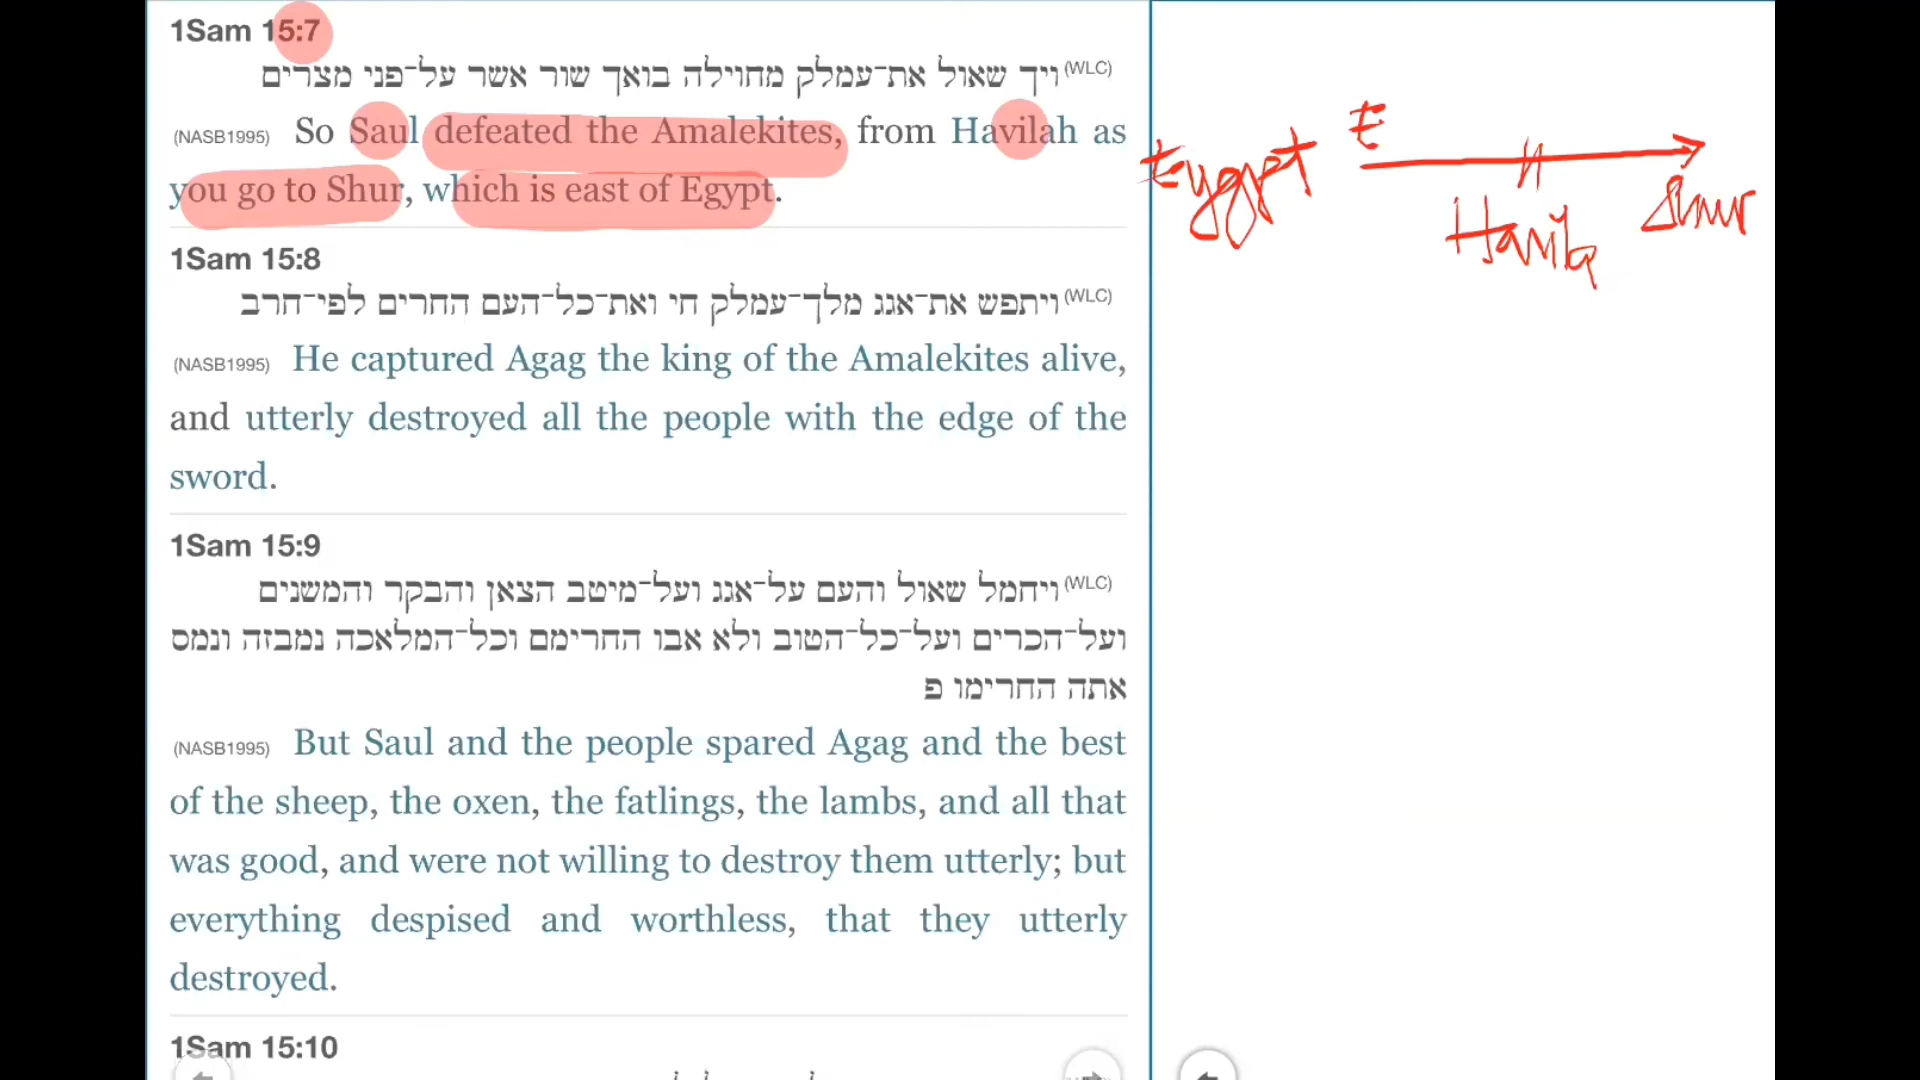 1Sam 15:7
(WLC) ויך שאול את־עמלק מחוילה בואך שור אשר על־פני מצרים
(NASB1995) So Saul defeated the Amalekites, from Havilah as
you go to Shur, which is east of Egypt.
1Sam 15:8
(WLC) ויתפש את־אגג מלך־עמלק חי ואת־כל־העם החרים לפי־חרב
(NASB1995) He captured Agag the king of the Amalekites alive,
and utterly destroyed all the people with the edge of the
sword.
1Sam 15:9
(WLC) ויחמל שאול והעם על־אגג ועל־מיטב הצאן והבקר והמשנים
ועל־הכרים ועל־כל־הטוב ולא אבו החרימם וכל־המלאכה נמבזה ונמס
אתה החרימו פ
(NASB1995) But Saul and the people spared Agag and the best
of the sheep, the oxen, the fatlings, the lambs, and all that
was good, and were not willing to destroy them utterly; but
everything despised and worthless, that they utterly
destroyed.
1Sam 15:10
E
Eygpt
Shur